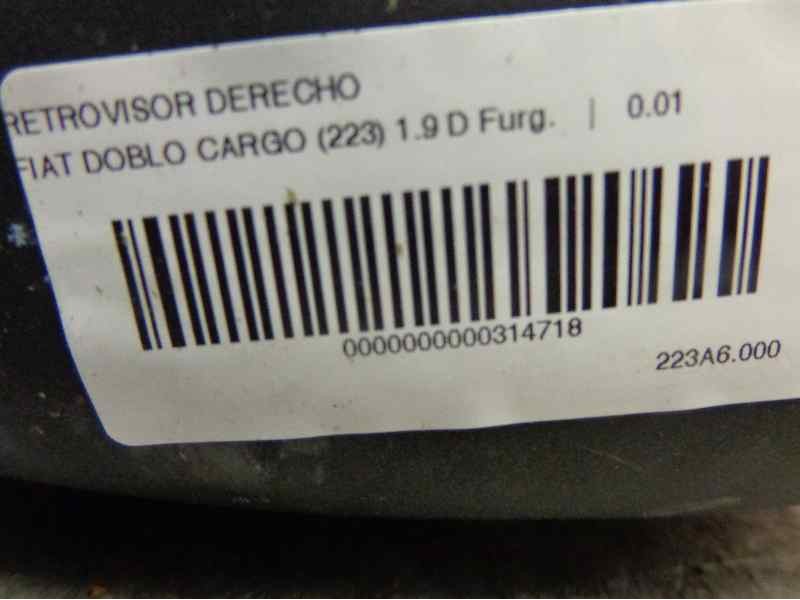 RETROVISOR DERECHO
FIAT DOBLO CARGO (223) 1.9 D Furg. | 0.01
0000000000314718
223A6.000